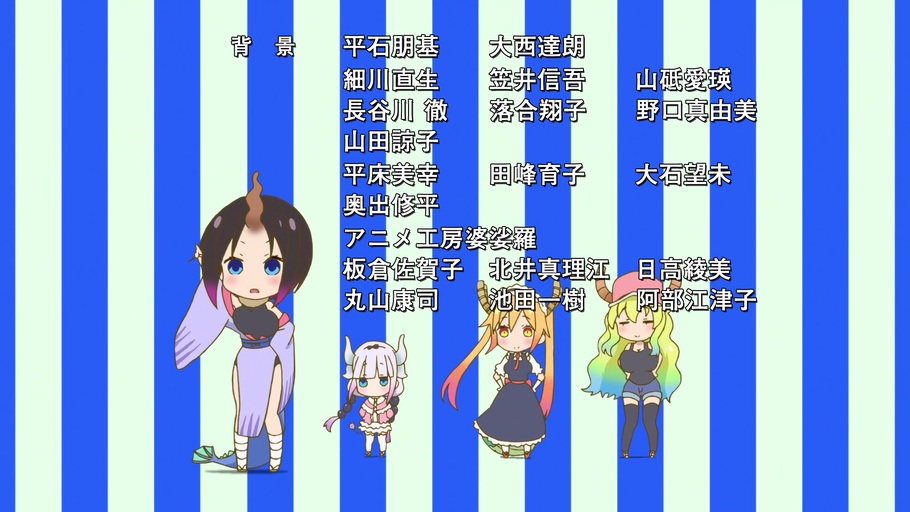 背 景 平石朋基 大西達朗
細川直生 笠井信吾 山砥愛瑛
長谷川 徹 落合翔子 野口真由美
山田諒子
平床美幸 田峰育子 大石望未
奥出修平
アニメ工房婆娑羅
板倉佐賀子 北井真理江 日高綾美
丸山康司 池田一樹 阿部江津子